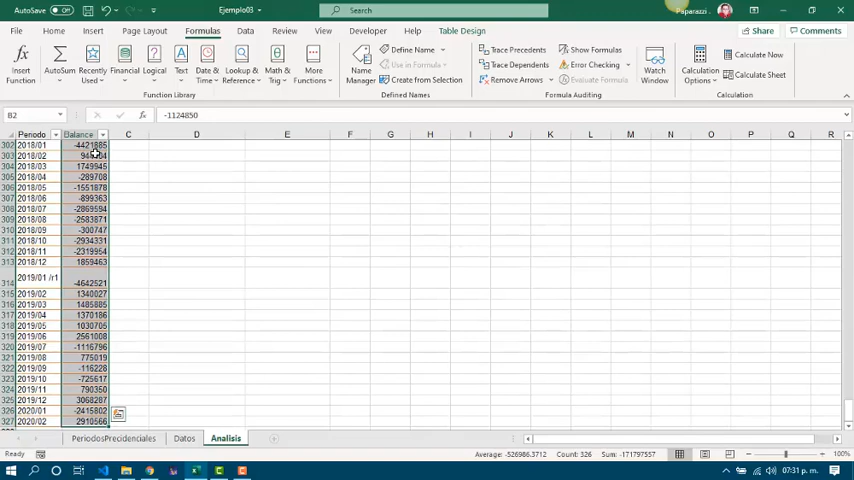 AutoSave Off
Ejemplo03
Search
Paparazzi .
File Home Insert Page Layout Formulas Data Review View Developer Help Table Design
Share Comments
Insert Function
AutoSum
Recently Used
Financial
Logical
Text
Date & Time
Lookup & Reference
Math & Trig
More Functions
Function Library
Name Manager
Define Name
Use in Formula
Create from Selection
Defined Names
Trace Precedents
Trace Dependents
Remove Arrows
Show Formulas
Error Checking
Evaluate Formula
Formula Auditing
Watch Window
Calculation Options
Calculate Now
Calculate Sheet
Calculation
B2 fx -1124850
Periodo Balance C D E F G H I J K L M N O P Q R
302 2018/01 -4421885
303 2018/02
304 2018/03 1749945
305 2018/04 -289708
306 2018/05 -1551878
307 2018/06 -899363
308 2018/07 -2869594
309 2018/08 -2583871
310 2018/09 -300747
311 2018/10 -2934331
312 2018/11 -2319954
313 2018/12 1859463
314 2019/01 /r1 -4642521
315 2019/02 1340027
316 2019/03 1485885
317 2019/04 1370186
318 2019/05 1030705
319 2019/06 2561008
320 2019/07 -1116796
321 2019/08 775019
322 2019/09 -116228
323 2019/10 -725617
324 2019/11 790350
325 2019/12 3068287
326 2020/01 -2415802
327 2020/02 2910566
PeriodosPrecidenciales Datos Analisis
Ready
Average: -526986.3712 Count: 326 Sum: -171797557
100%
07:31 p. m.